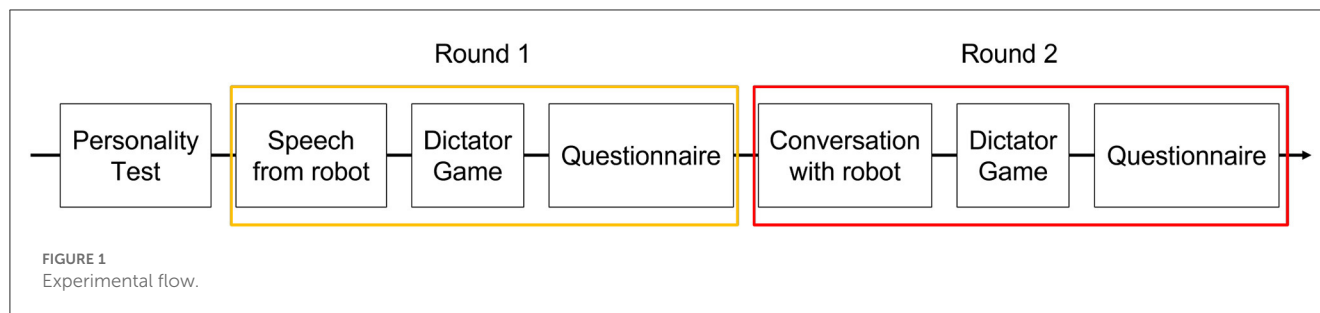 Round 1
Round 2
Personality
Test
Speech
from robot
Dictator
Game
Questionnaire
Conversation
with robot
Dictator
Game
Questionnaire
FIGURE 1
Experimental flow.